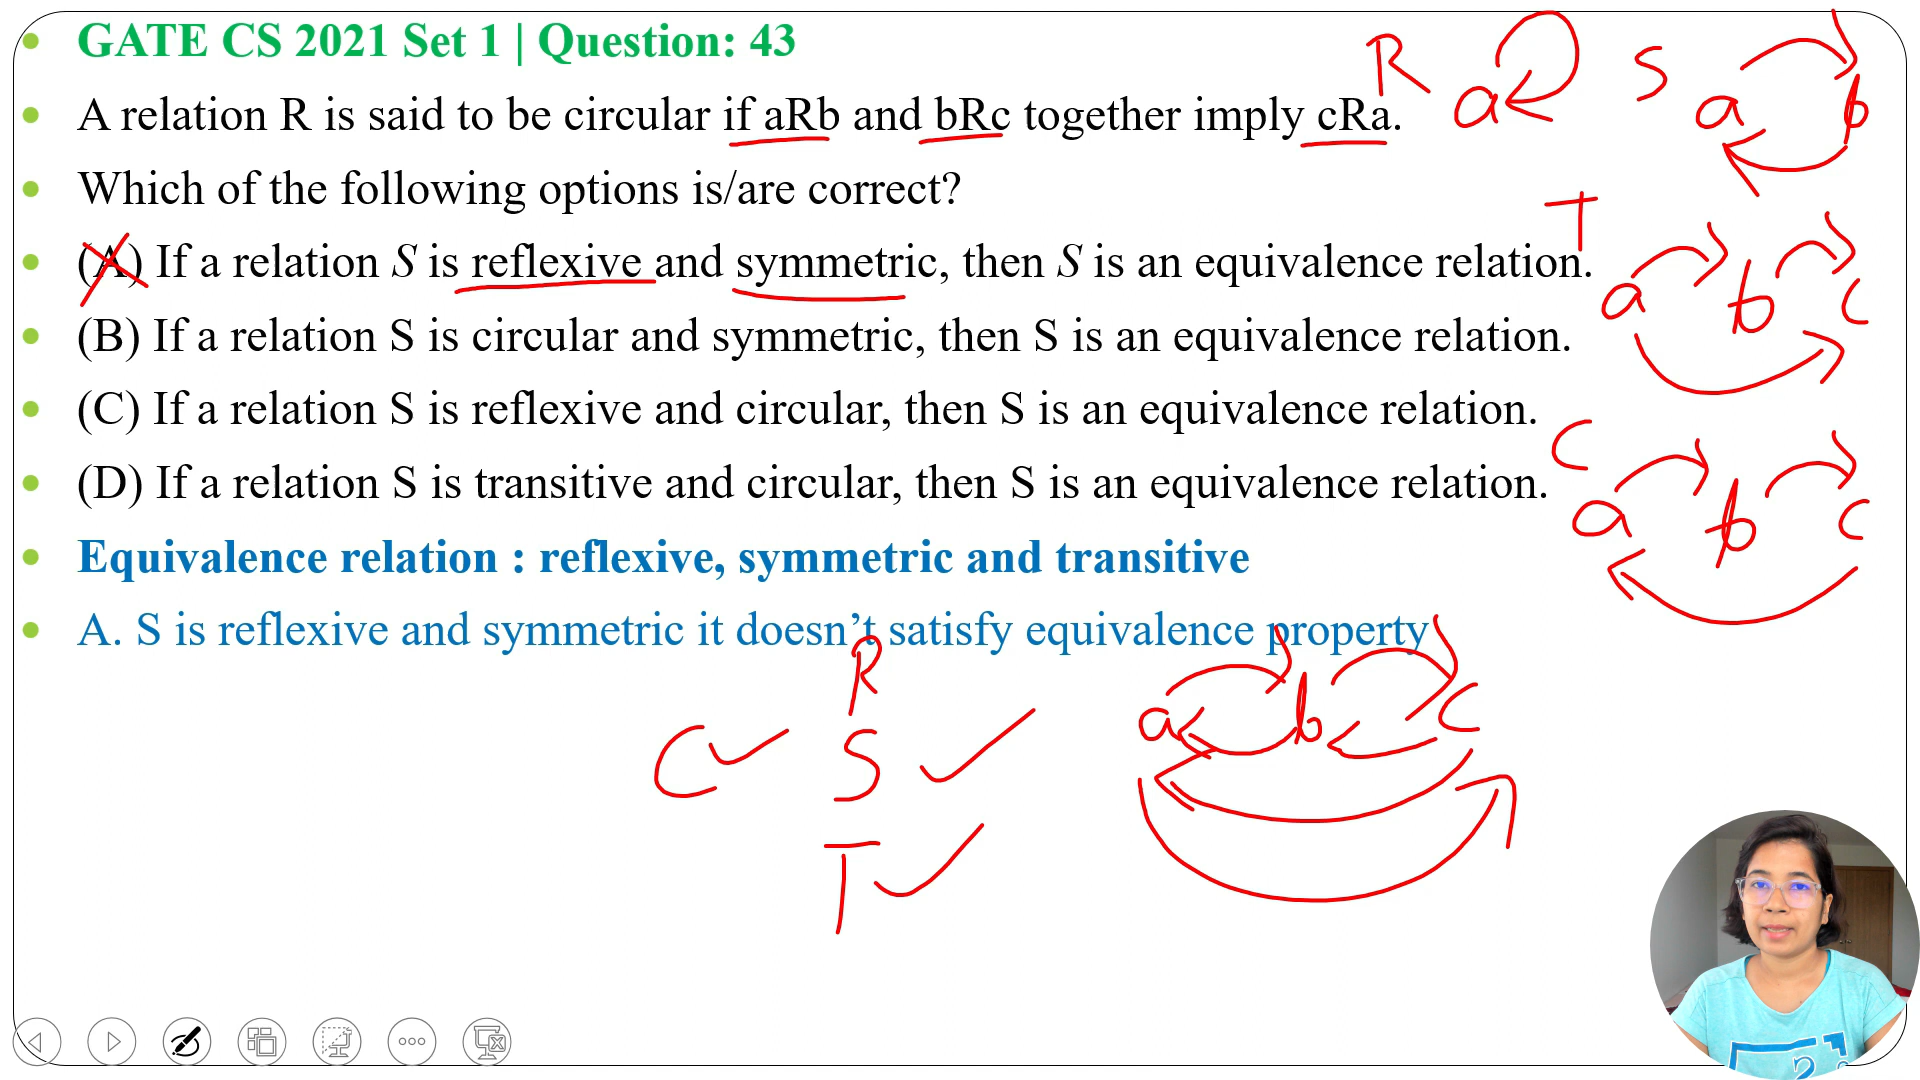 GATE CS 2021 Set 1 | Question: 43
A relation R is said to be circular if aRb and bRc together imply cRa.
Which of the following options is/are correct?
(A) If a relation S is reflexive and symmetric, then S is an equivalence relation.
(B) If a relation S is circular and symmetric, then S is an equivalence relation.
(C) If a relation S is reflexive and circular, then S is an equivalence relation.
(D) If a relation S is transitive and circular, then S is an equivalence relation.
Equivalence relation : reflexive, symmetric and transitive
A. S is reflexive and symmetric it doesn't satisfy equivalence property
R a
S a b
T
a b c
C
a b c
R
C S
T
a b c
2